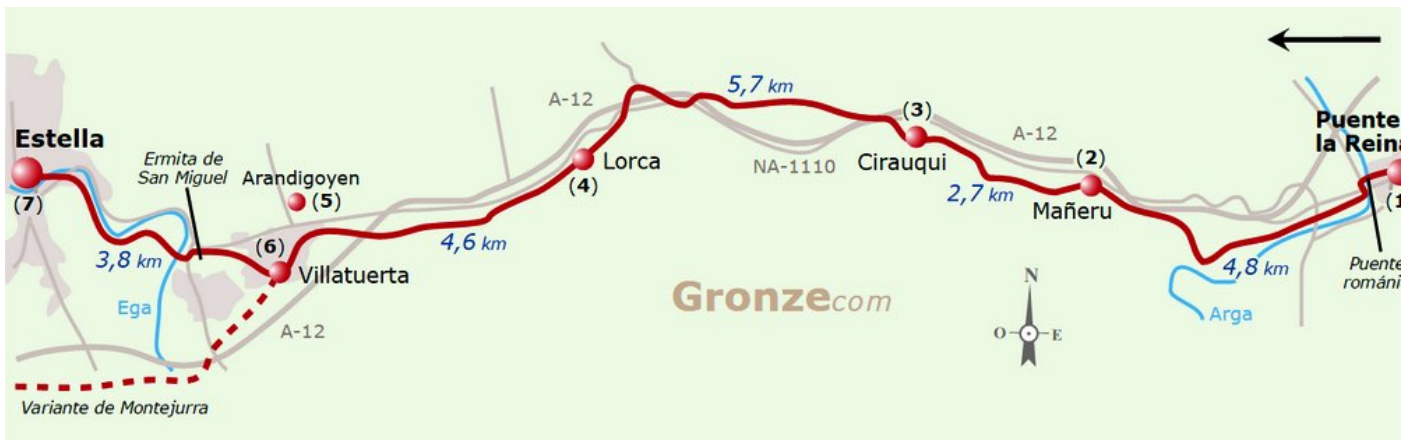 Estella
(7)
Ermita de
San Miguel
Arandigoyen
(5)
3,8 km
Ega
(6)
Villatuerta
A-12
Variante de Montejurra
4,6 km
A-12
Lorca
(4)
5,7 km
NA-1110
(3)
Cirauqui
2,7 km
A-12
(2)
Mañeru
4,8 km
Arga
Puente
la Reina
(1
Puente
románi
Gronze.com
N
O
E